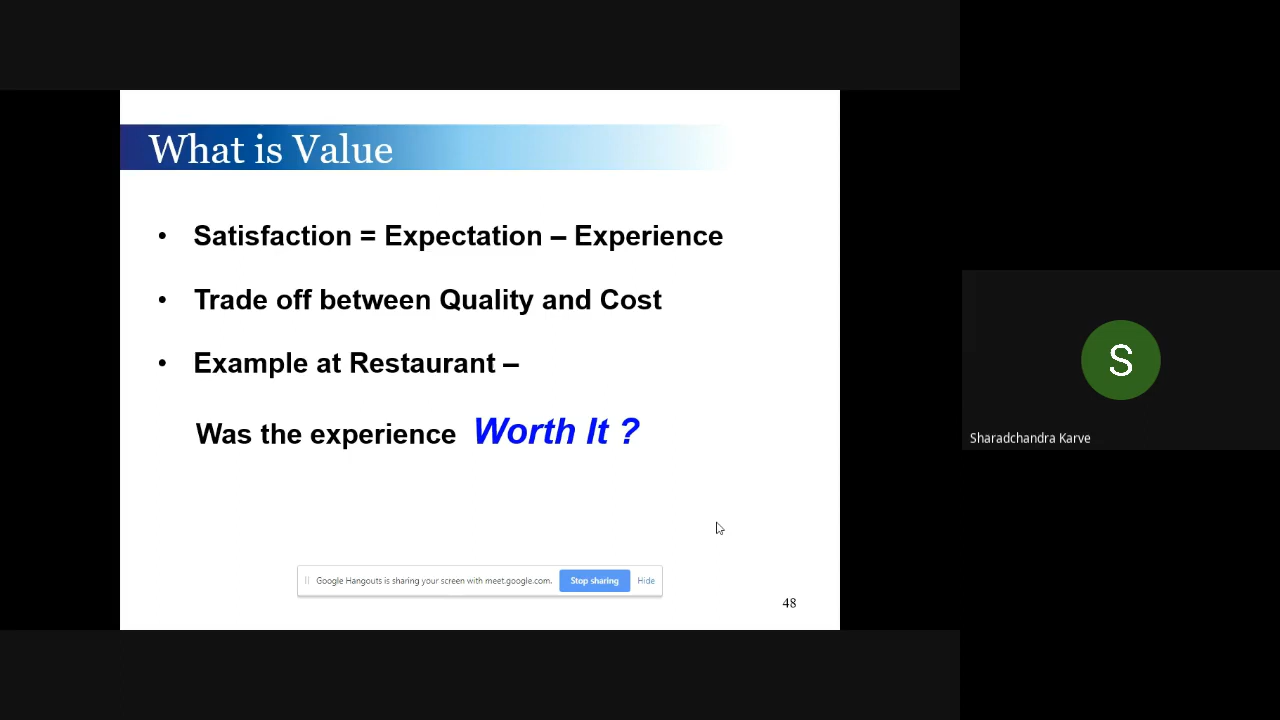 What is Value
• Satisfaction = Expectation – Experience
• Trade off between Quality and Cost
• Example at Restaurant –
Was the experience Worth It ?
S
Sharadchandra Karve
Google Hangouts is sharing your screen with meet.google.com. Stop sharing Hide
48